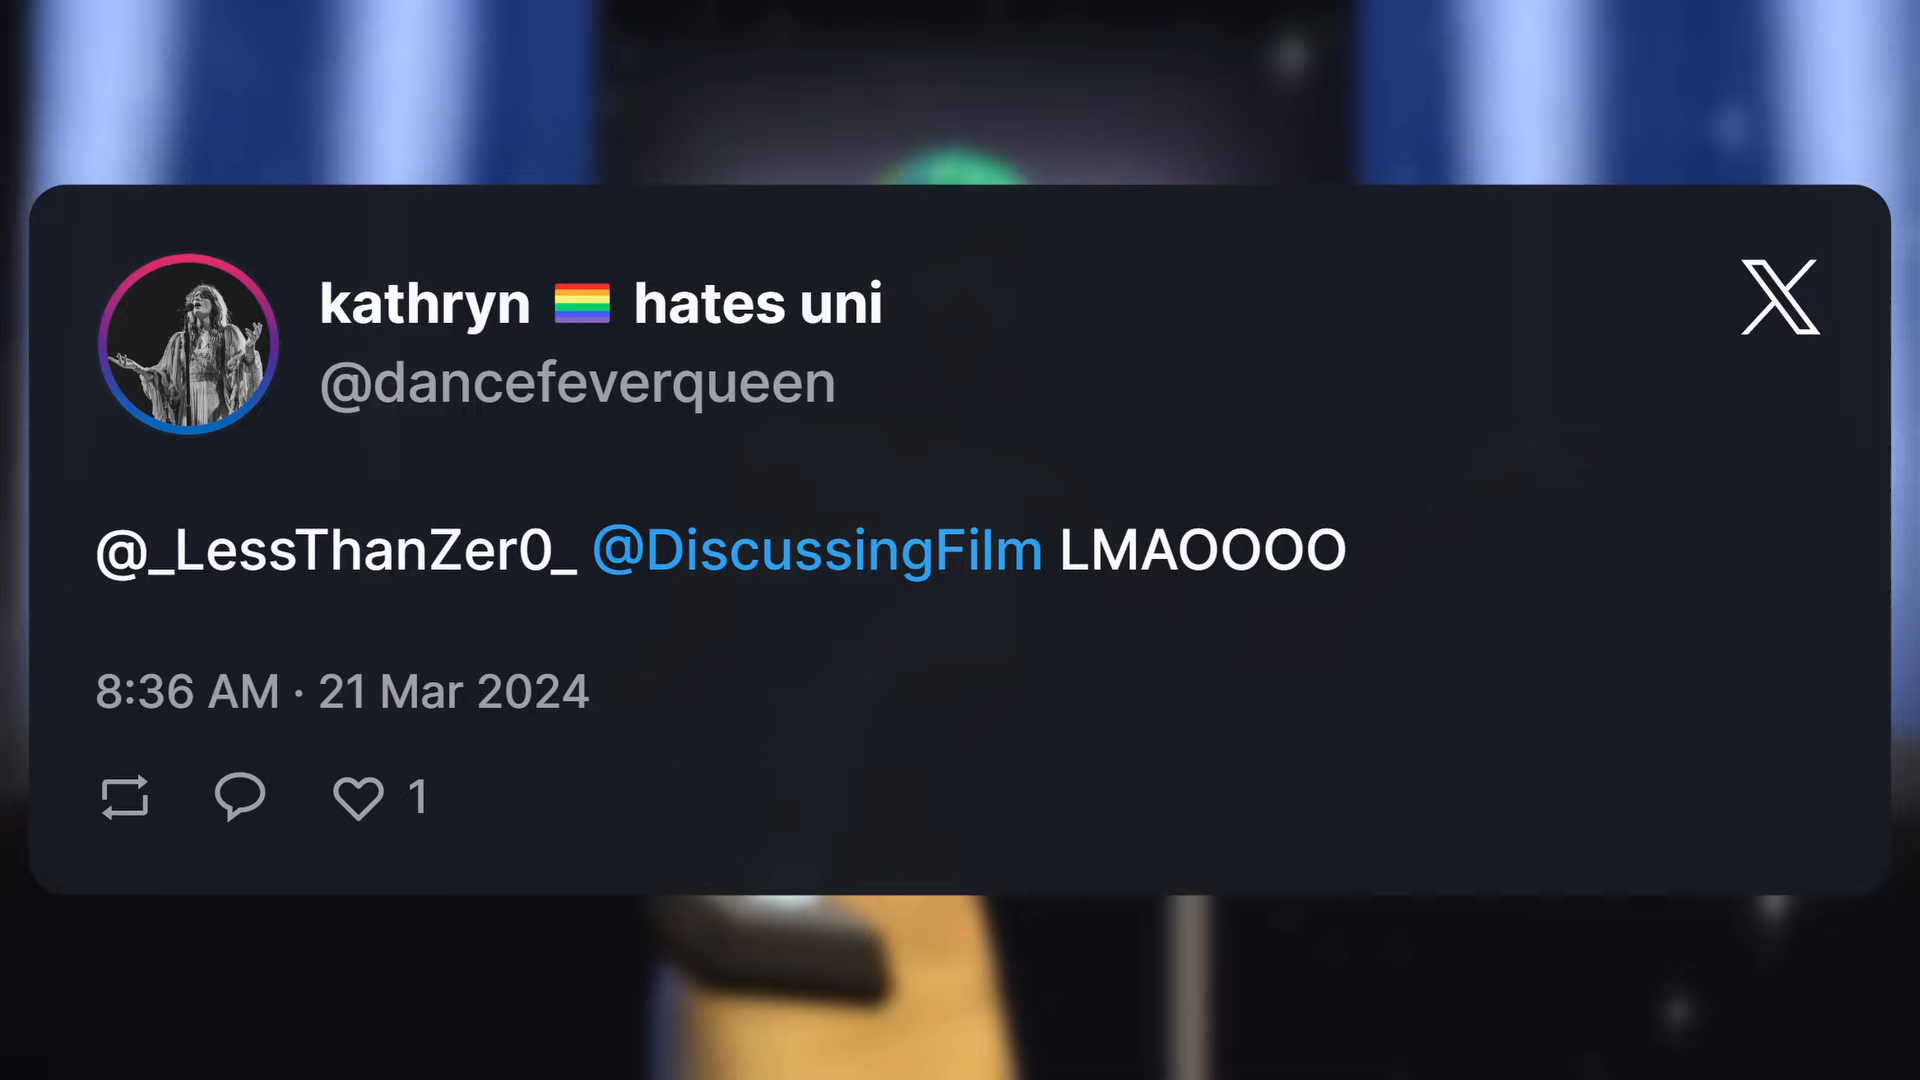 kathryn 🏳️‍🌈 hates uni
@dancefeverqueen
@_LessThanZer0_ @DiscussingFilm LMAOOOO
8:36 AM · 21 Mar 2024
1